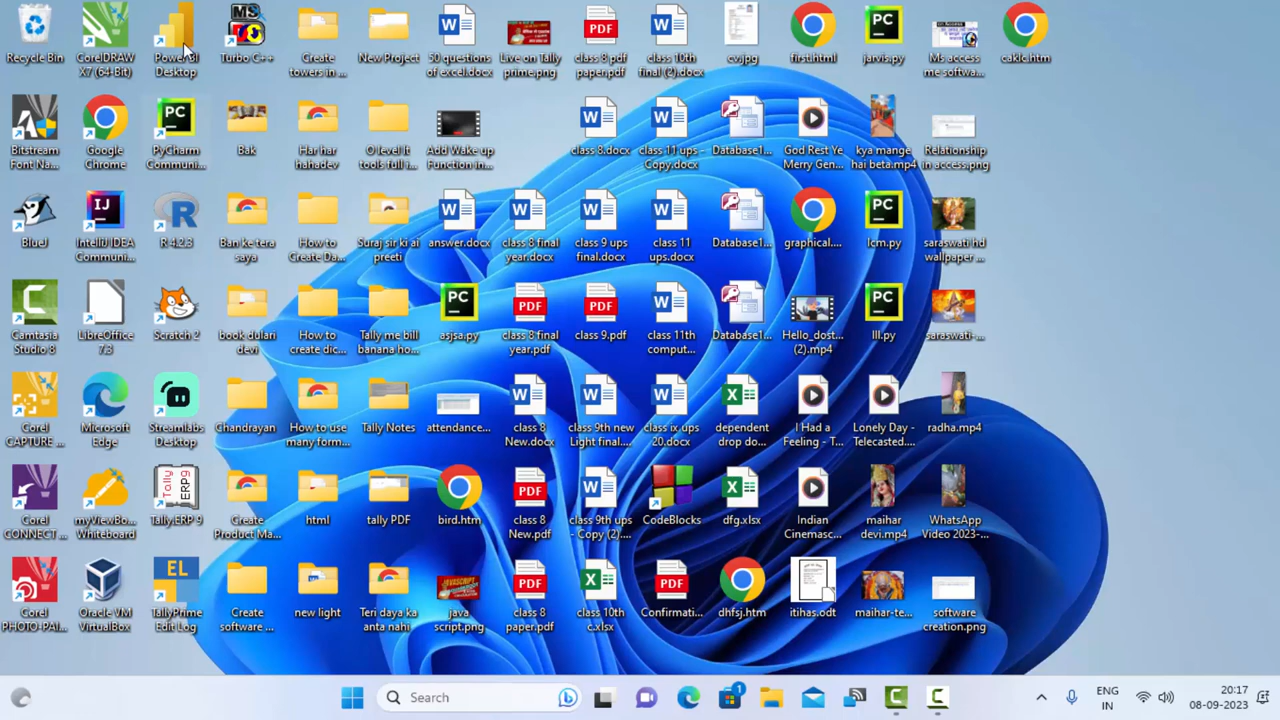 Recycle Bin
CorelDRAW X7 (64-Bit)
Power BI Desktop
Turbo C++
Create towers in ...
New Project
50 questions of excel.docx
Live on Tally prime.png
class 8 pdf paper.pdf
class 10th final (2).docx
cv.jpg
first.html
jarvis.py
Ms access me softwa...
caklc.htm
Bitstream Font Na...
Google Chrome
PyCharm Commun...
Bak
Har har hahadev
O level it tools full i...
Add Wake up Function in...
class 8.docx
class 11 ups - Copy.docx
Database1...
God Rest Ye Merry Gen...
kya mange hai beta.mp4
Relationship in access.png
BlueJ
IntelliJ IDEA Communi...
R 4.2.3
Ban ke tera saya
How to Create Da...
Suraj sir ki ai preeti
answer.docx
class 8 final year.docx
class 9 ups final.docx
class 11 ups.docx
Database1...
graphical....
lcm.py
saraswati hd wallpaper ...
Camtasia Studio 8
LibreOffice 7.3
Scratch 2
book dulari devi
How to create dic...
Tally me bill banana ho...
asjsa.py
class 8 final year.pdf
class 9.pdf
class 11th comput...
Database1...
Hello_dost... (2).mp4
lll.py
saraswati-...
Corel CAPTURE ...
Microsoft Edge
Streamlabs Desktop
Chandrayan
How to use many form...
Tally Notes
attendance...
class 8 New.docx
class 9th new Light final....
class ix ups 20.docx
dependent drop do...
I Had a Feeling - T...
Lonely Day - Telecasted....
radha.mp4
Corel CONNECT ...
myViewBo... Whiteboard
Tally.ERP 9
Create Product Ma...
html
tally PDF
bird.htm
class 8 New.pdf
class 9th ups - Copy (2)....
CodeBlocks
dfg.xlsx
Indian Cinemasc...
maihar devi.mp4
WhatsApp Video 2023-...
Corel PHOTO-PAI...
Oracle VM VirtualBox
TallyPrime Edit Log
Create software ...
new light
Teri daya ka anta nahi
java script.png
class 8 paper.pdf
class 10th c.xlsx
Confirmati...
dhfsj.htm
itihas.odt
maihar-te...
software creation.png
Search
1
ENG
IN
20:17
08-09-2023